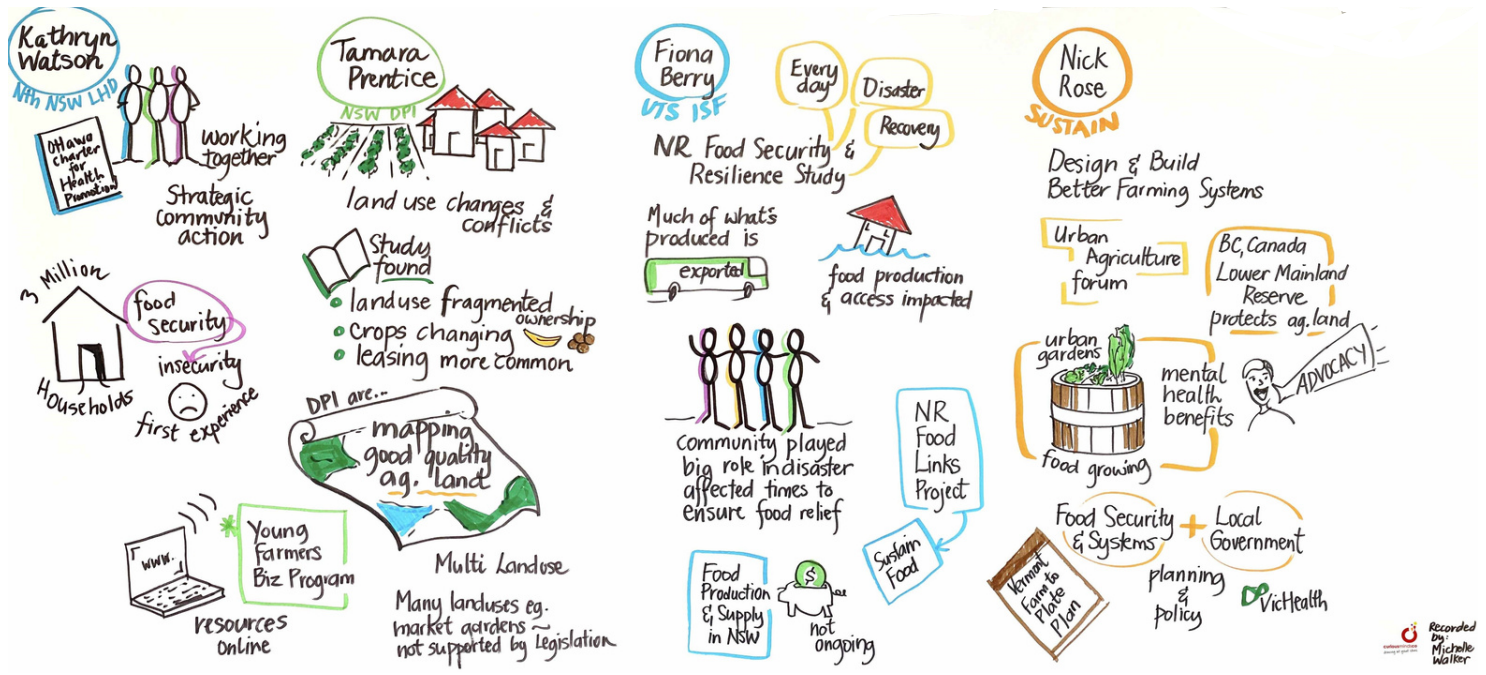 Kathryn
Watson
Nth NSW LHD
Ottawa
charter
for
Health
Promotion
working
together
Strategic
community
action
3 Million
Households
food
security
insecurity
first experience
www.
Young
Farmers
Biz Program
resources
online
Tamara
Prentice
NSW DPI
land use changes &
conflicts
Study
found
landuse fragmented
ownership
crops changing
leasing more common
DPI are...
mapping
good quality
ag. land
Multi Landuse
Many landuses eg.
market gardens ~
not supported by Legislation
Fiona
Berry
UTS ISF
Every
day
Disaster
Recovery
NR Food Security &
Resilience Study
Much of what's
produced is
exported
food production
& access impacted
community played
big role in disaster
affected times to
ensure food relief
NR
Food
Links
Project
Sustain
Food
Food
Production
& Supply
in NSW
$
not
ongoing
Nick
Rose
SUSTAIN
Design & Build
Better Farming Systems
Urban
Agriculture
forum
BC, Canada
Lower Mainland
Reserve
protects ag. land
urban
gardens
mental
health
benefits
food growing
ADVOCACY
Food Security
& Systems
+
Local
Government
Vermont
Farm to
Plate
Plan
planning
&
policy
VicHealth
Recorded
by:
Michelle
Walker